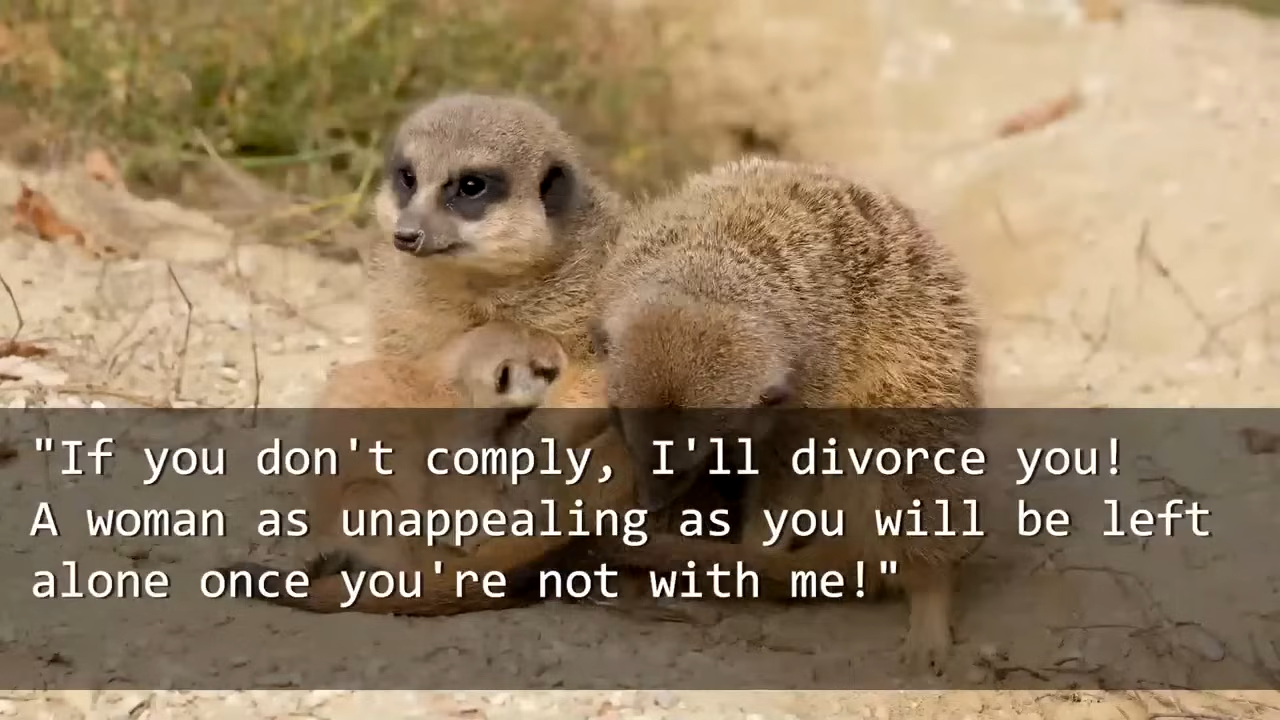 "If you don't comply, I'll divorce you!
A woman as unappealing as you will be left
alone once you're not with me!"